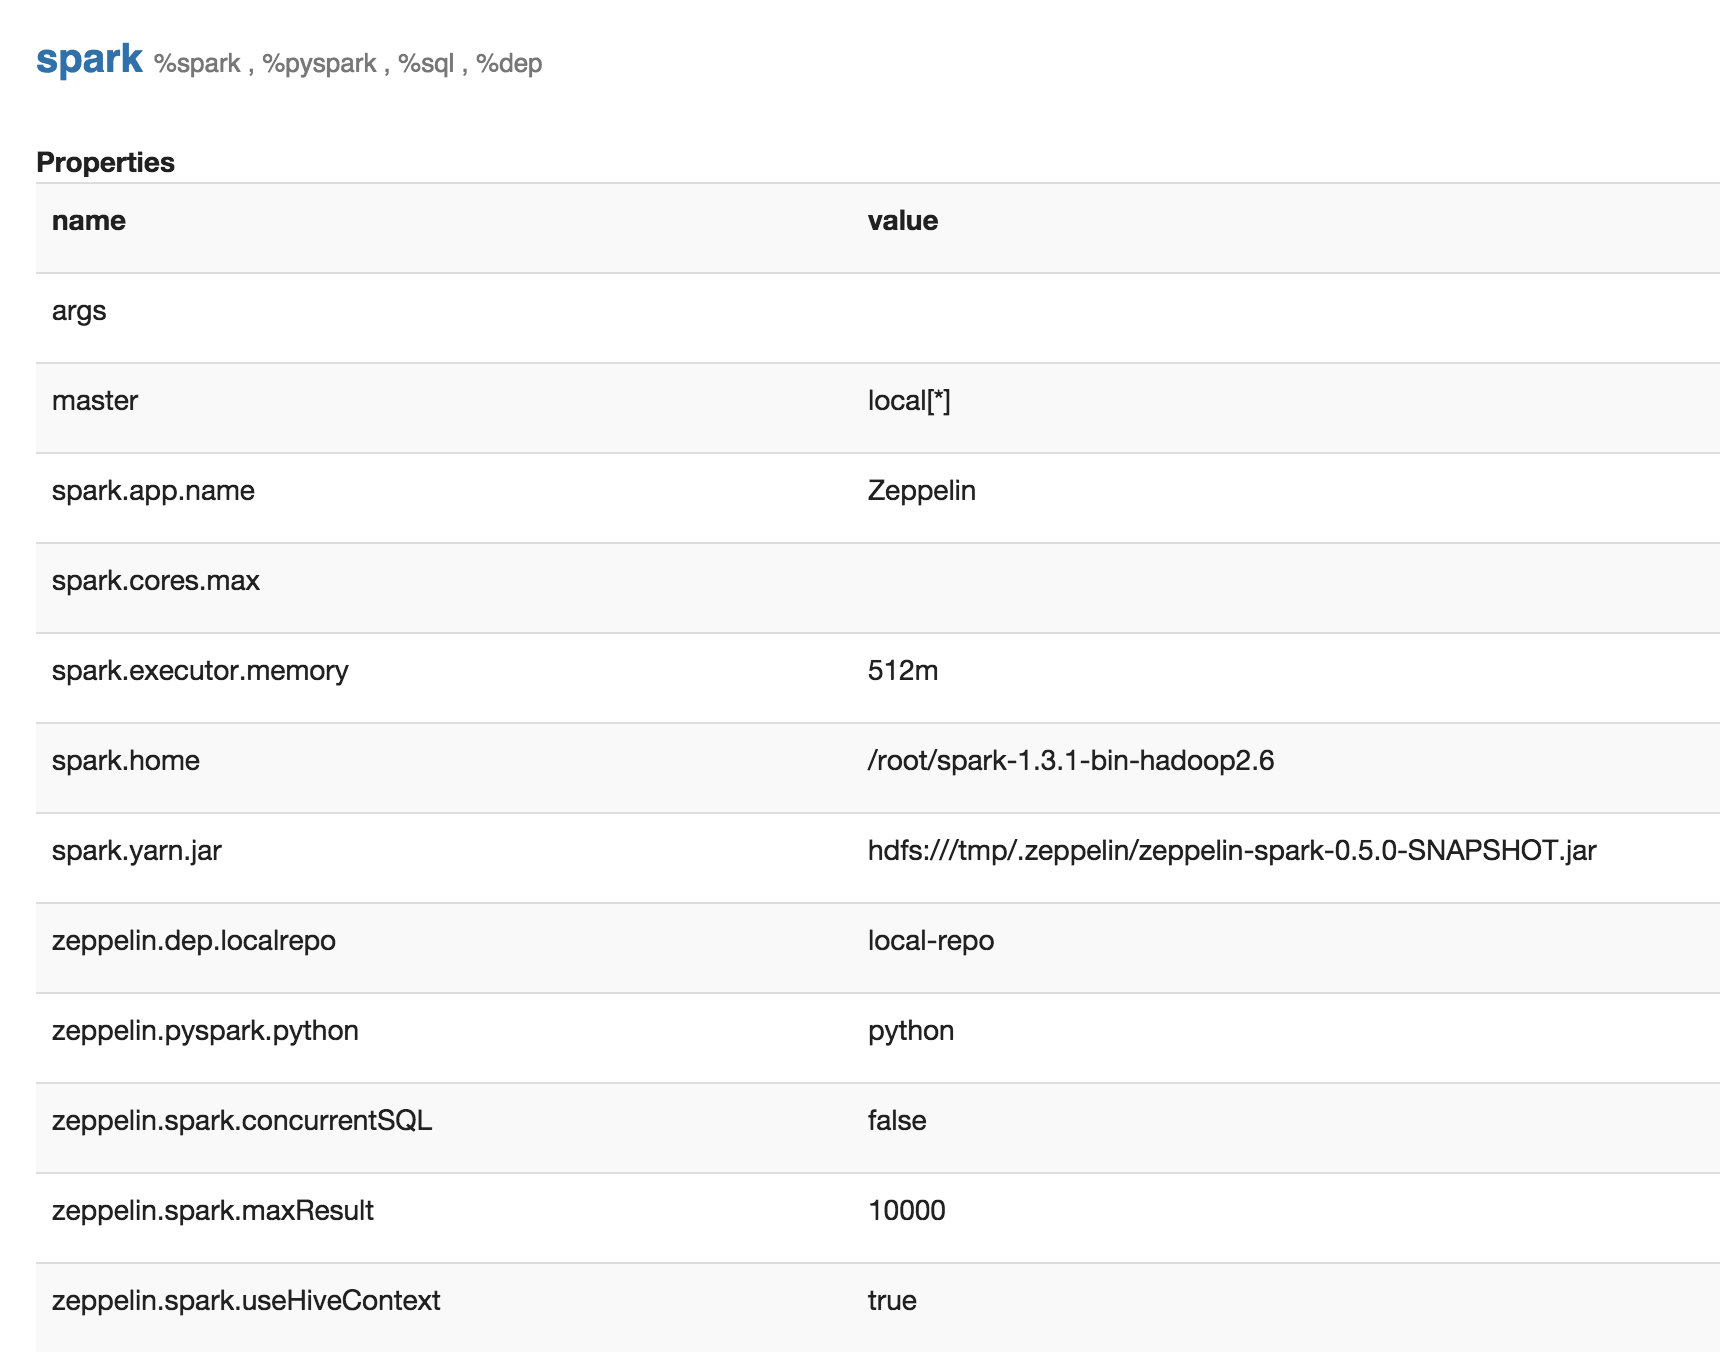 spark %spark , %pyspark , %sql , %dep
Properties
name value
args
master local[*]
spark.app.name Zeppelin
spark.cores.max
spark.executor.memory 512m
spark.home /root/spark-1.3.1-bin-hadoop2.6
spark.yarn.jar hdfs:///tmp/.zeppelin/zeppelin-spark-0.5.0-SNAPSHOT.jar
zeppelin.dep.localrepo local-repo
zeppelin.pyspark.python python
zeppelin.spark.concurrentSQL false
zeppelin.spark.maxResult 10000
zeppelin.spark.useHiveContext true